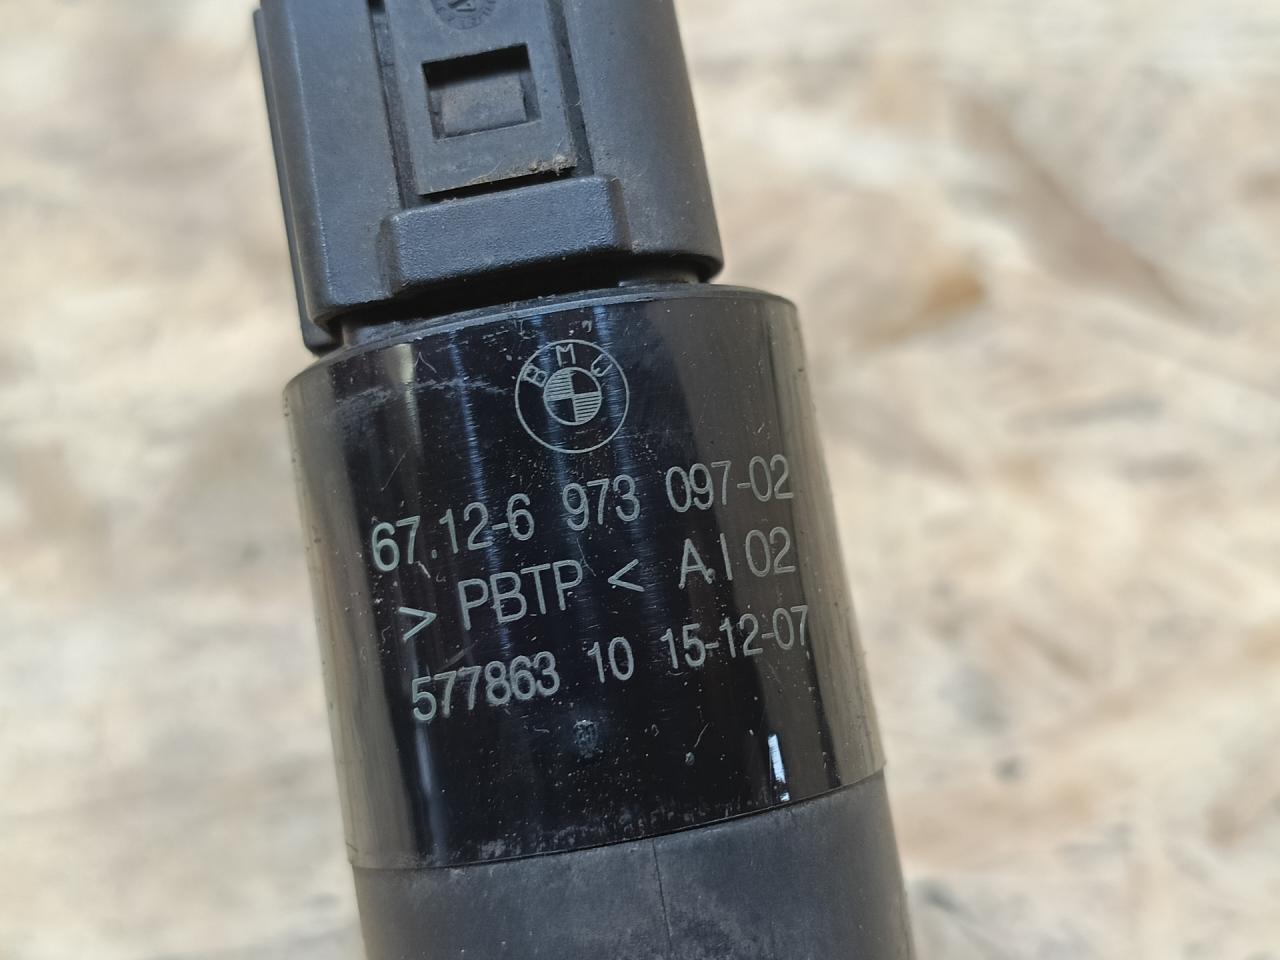 BMW
67.12-6 973 097-02
> PBTP < A.I 02
577863 10 15-12-07